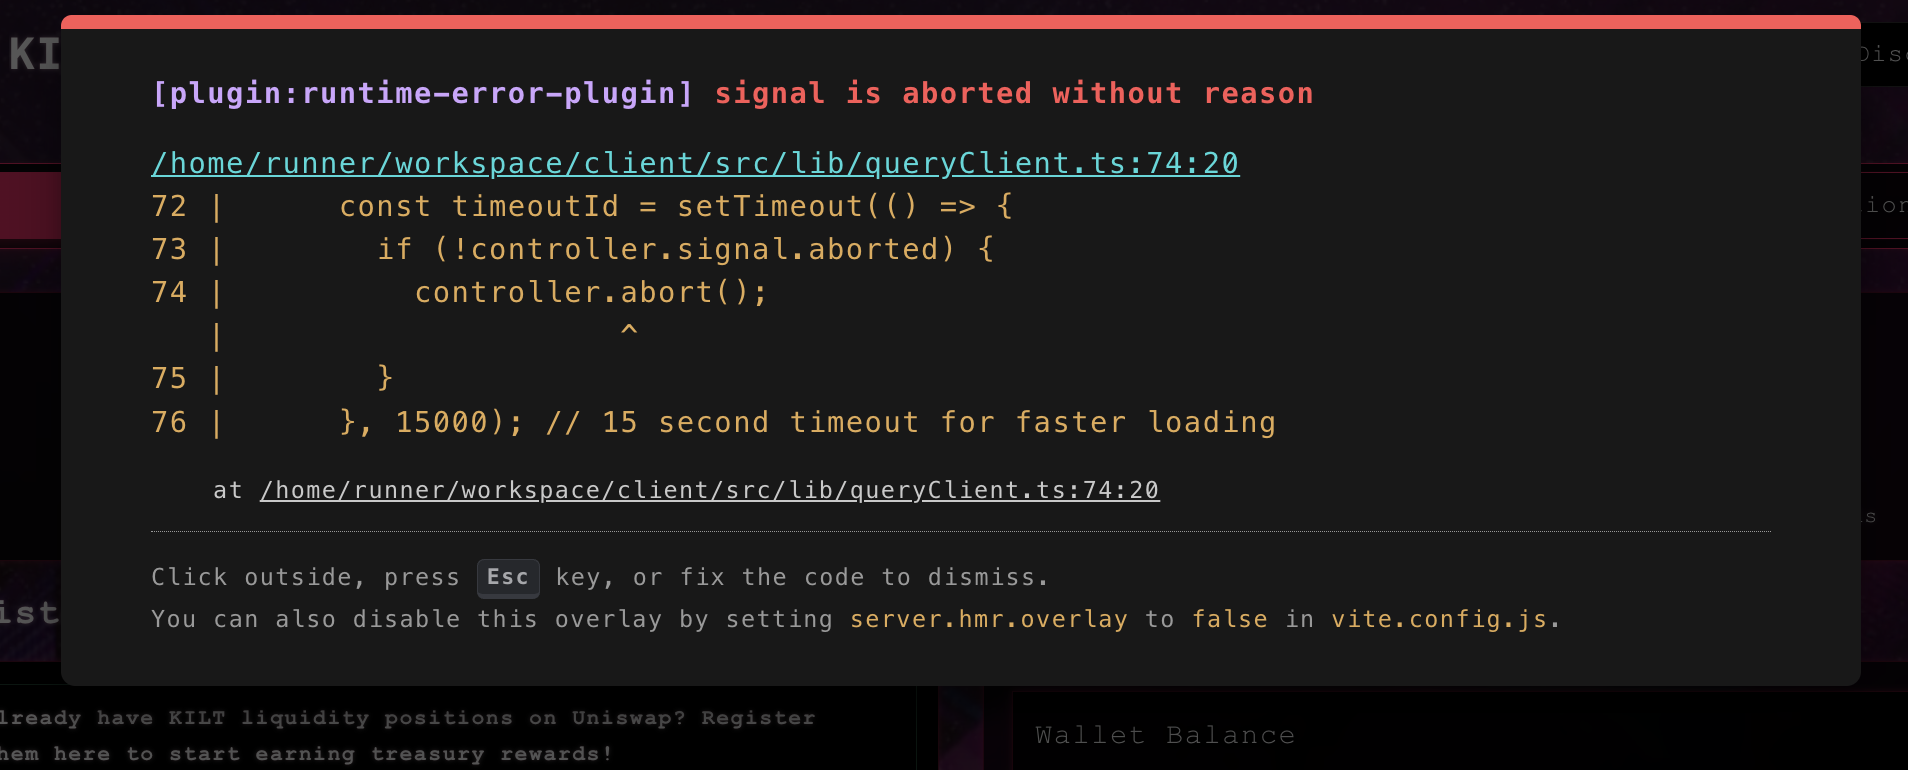 KI
Disc
[plugin:runtime-error-plugin] signal is aborted without reason
/home/runner/workspace/client/src/lib/queryClient.ts:74:20
72 |      const timeoutId = setTimeout(() => {
73 |        if (!controller.signal.aborted) {
74 |          controller.abort();
   |                     ^
75 |        }
76 |      }, 15000); // 15 second timeout for faster loading
ion
at /home/runner/workspace/client/src/lib/queryClient.ts:74:20
s
Click outside, press Esc key, or fix the code to dismiss.
You can also disable this overlay by setting server.hmr.overlay to false in vite.config.js.
ist
lready have KILT liquidity positions on Uniswap? Register
hem here to start earning treasury rewards!
Wallet Balance